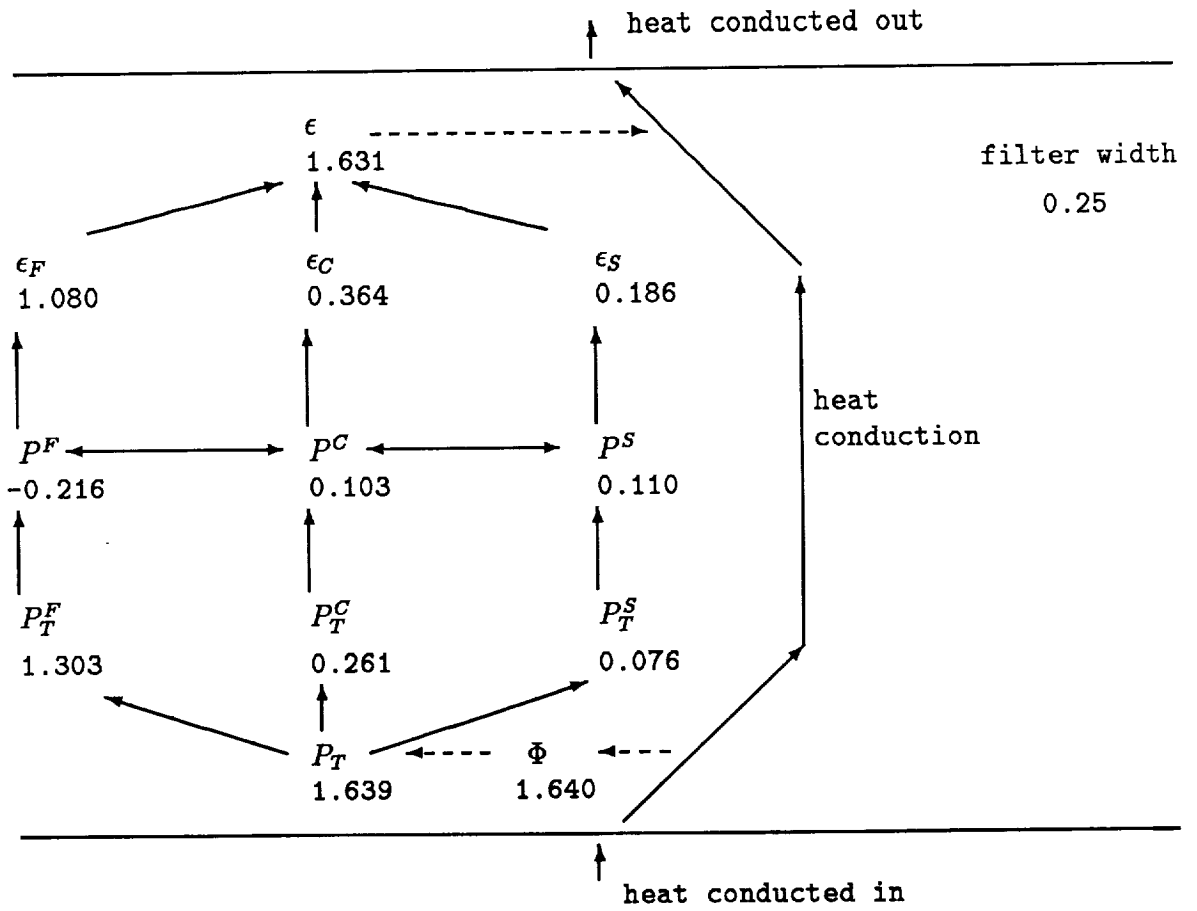 heat conducted out
ϵ
1.631
filter width
0.25
ϵ_F ϵ_C ϵ_S
1.080 0.364 0.186
heat
conduction
P^F P^C P^S
-0.216 0.103 0.110
P_T^F P_T^C P_T^S
1.303 0.261 0.076
P_T Φ
1.639 1.640
heat conducted in